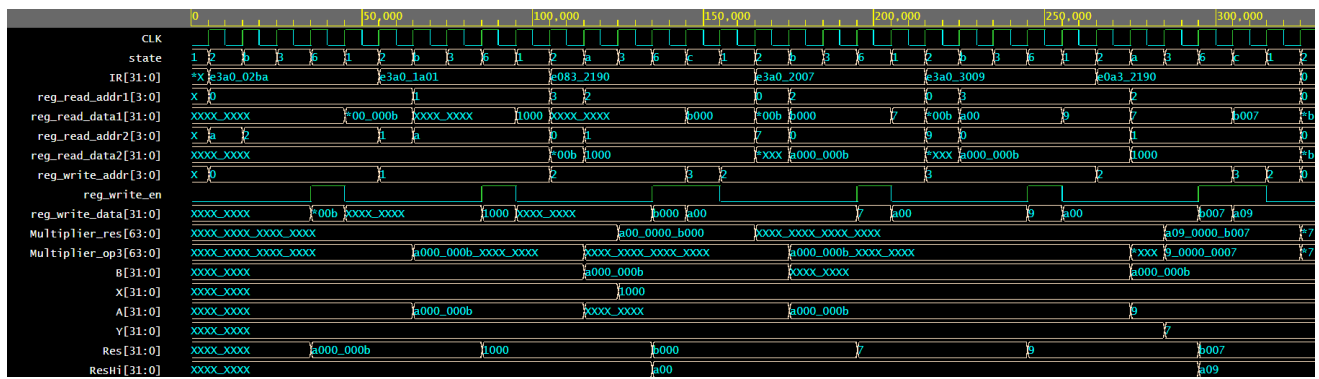 0 50,000 100,000 150,000 200,000 250,000 300,000
CLK
state 1 2 b 3 6 1 2 b 3 6 1 2 a 3 6 c 1 2 b 3 6 1 2 b 3 6 1 2 a 3 6 c 1 2
IR[31:0] *X e3a0_02ba e3a0_1a01 e083_2190 e3a0_2007 e3a0_3009 e0a3_2190 0
reg_read_addr1[3:0] X 0 1 3 2 0 2 0 3 2 0
reg_read_data1[31:0] XXXX_XXXX *00_000b XXXX_XXXX 1000 XXXX_XXXX b000 *00b b000 7 *00b a00 9 7 b007 *b
reg_read_addr2[3:0] X a 2 1 a 0 1 7 0 9 0 1 0
reg_read_data2[31:0] XXXX_XXXX *00b 1000 *XXX a000_000b *XXX a000_000b 1000 *b
reg_write_addr[3:0] X 0 1 2 3 2 3 2 3 2 0
reg_write_en
reg_write_data[31:0] XXXX_XXXX *00b XXXX_XXXX 1000 XXXX_XXXX b000 a00 7 a00 9 a00 b007 a09
Multiplier_res[63:0] XXXX_XXXX_XXXX_XXXX a00_0000_b000 XXXX_XXXX_XXXX_XXXX a09_0000_b007 *7
Multiplier_op3[63:0] XXXX_XXXX_XXXX_XXXX a000_000b_XXXX_XXXX XXXX_XXXX_XXXX_XXXX a000_000b_XXXX_XXXX *XXX 9_0000_0007 *7
B[31:0] XXXX_XXXX a000_000b XXXX_XXXX a000_000b
X[31:0] XXXX_XXXX 1000
A[31:0] XXXX_XXXX a000_000b XXXX_XXXX a000_000b 9
Y[31:0] XXXX_XXXX 7
Res[31:0] XXXX_XXXX a000_000b 1000 b000 7 9 b007
ResHi[31:0] XXXX_XXXX a00 a09